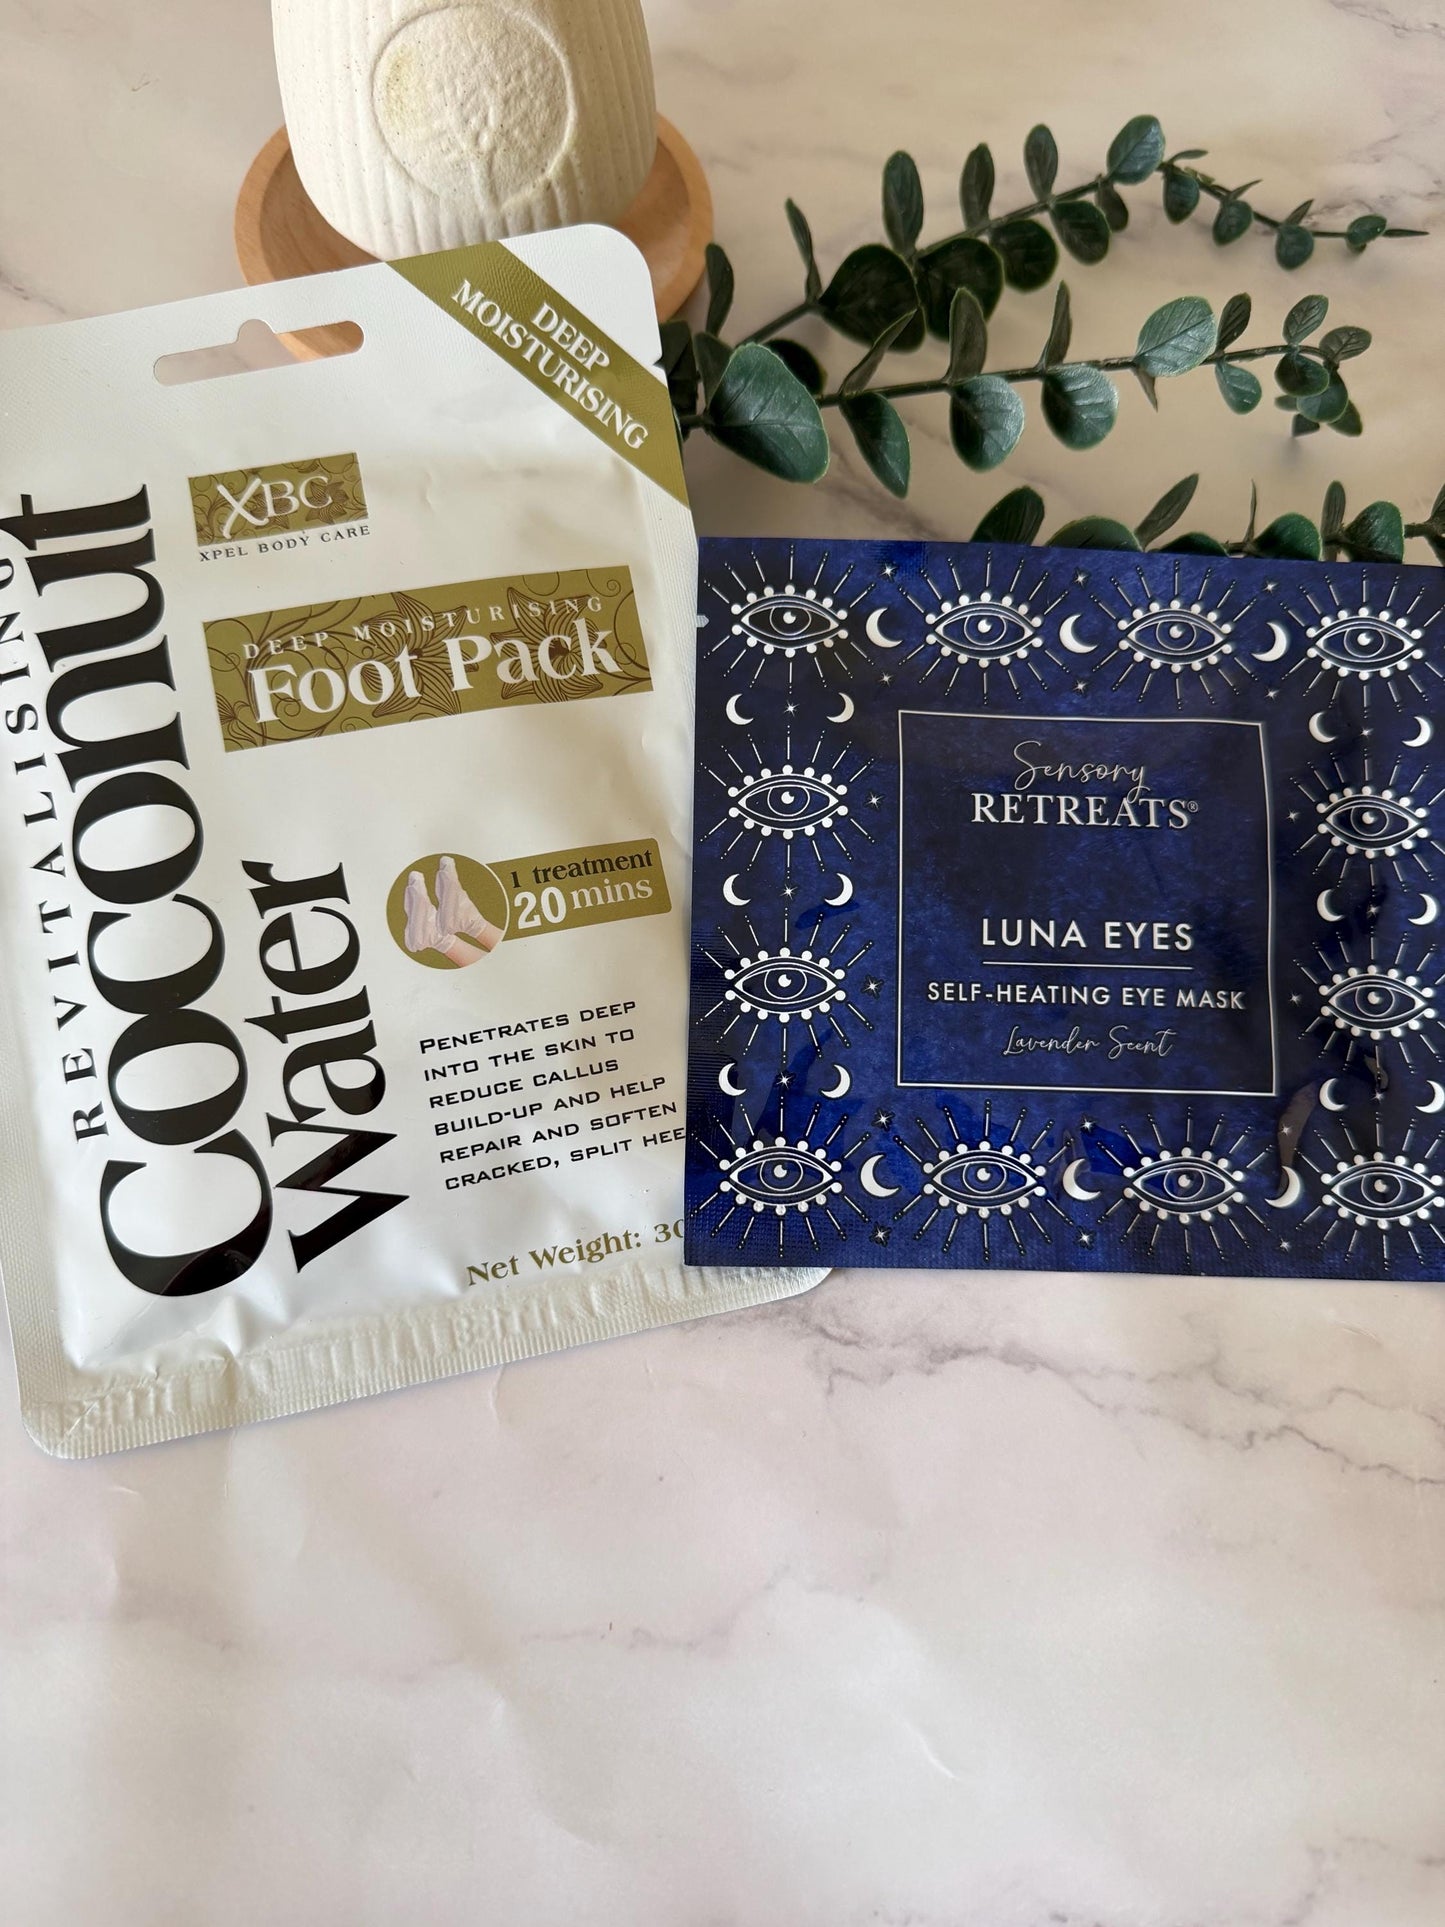 DEEP
MOISTURISING
XBC
XPEL BODY CARE
DEEP MOISTURISING
Foot Pack
REVITALISING
Coconut
Water
1 treatment
20 mins
PENETRATES DEEP
INTO THE SKIN TO
REDUCE CALLUS
BUILD-UP AND HELP
REPAIR AND SOFTEN
CRACKED, SPLIT HEE
Net Weight: 30
Sensory
RETREATS®
LUNA EYES
SELF-HEATING EYE MASK
Lavender Scent